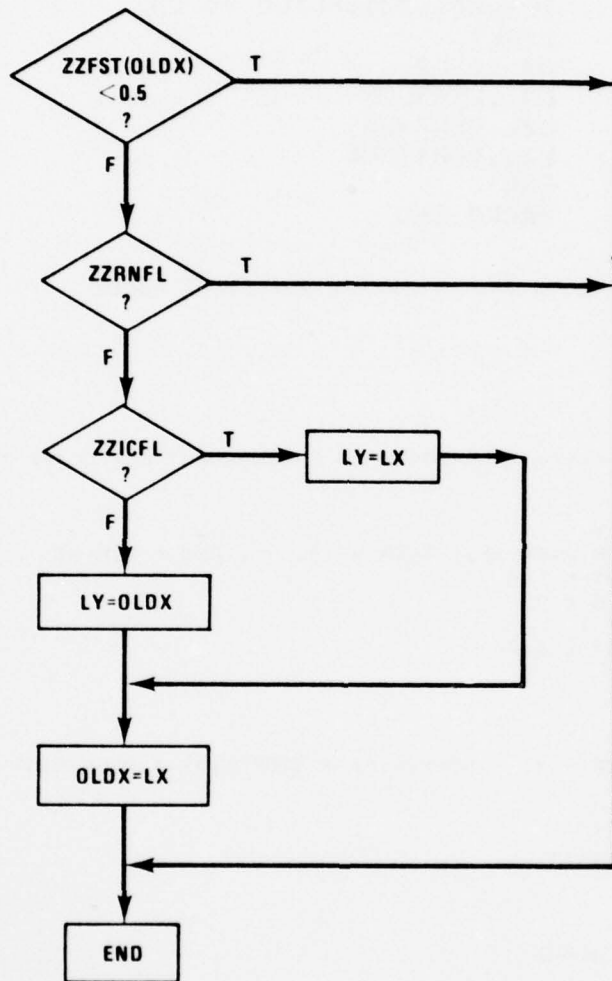 ZZFST(OLDX)
<0.5
?
T
F
ZZRNFL
?
T
F
ZZICFL
?
T
LY=LX
F
LY=OLDX
OLDX=LX
END